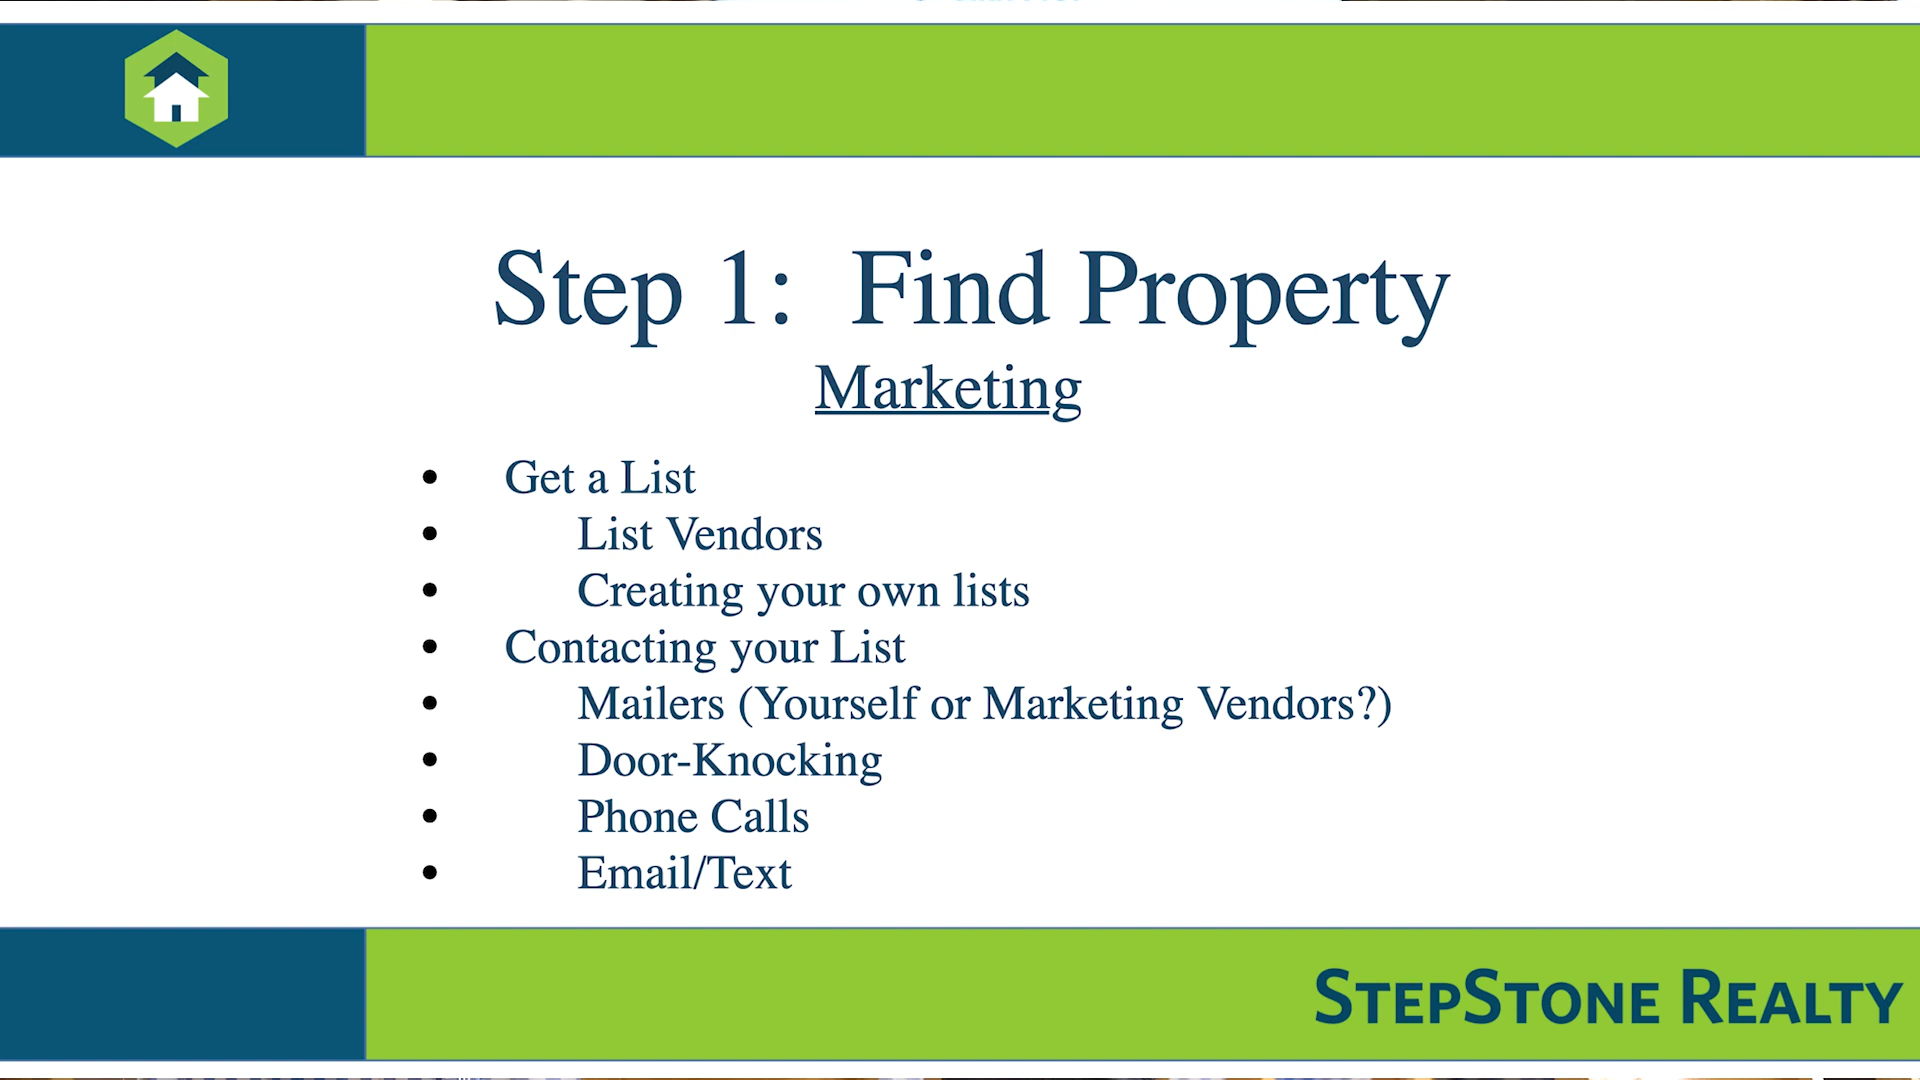 Step 1: Find Property
Marketing
• Get a List
• List Vendors
• Creating your own lists
• Contacting your List
• Mailers (Yourself or Marketing Vendors?)
• Door-Knocking
• Phone Calls
• Email/Text
STEPSTONE REALTY